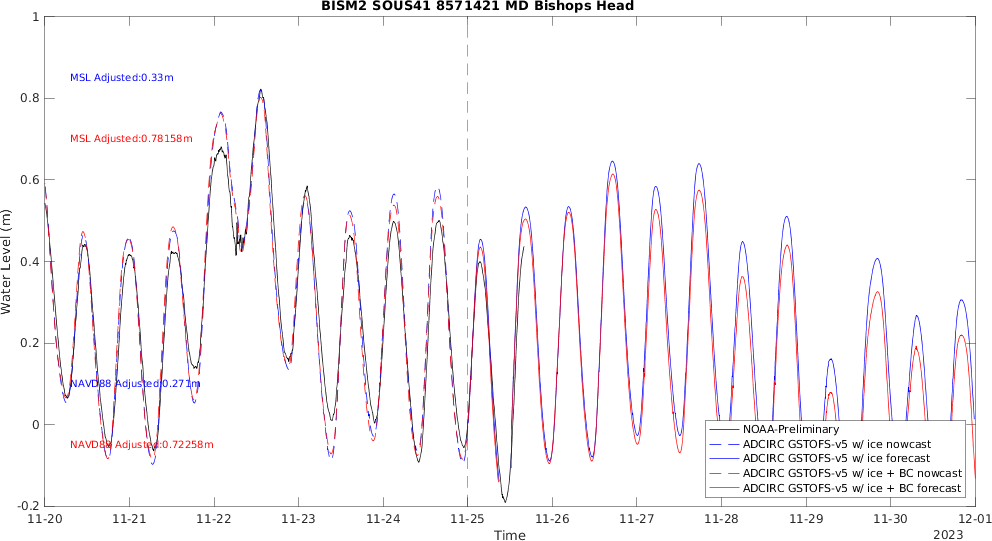 BISM2 SOUS41 8571421 MD Bishops Head
Water Level (m)
1
0.8
0.6
0.4
0.2
0
-0.2
MSL Adjusted:0.33m
MSL Adjusted:0.78158m
NAVD88 Adjusted:0.271m
NAVD88 Adjusted:0.72258m
NOAA-Preliminary
ADCIRC GSTOFS-v5 w/ ice nowcast
ADCIRC GSTOFS-v5 w/ ice forecast
ADCIRC GSTOFS-v5 w/ ice + BC nowcast
ADCIRC GSTOFS-v5 w/ ice + BC forecast
11-20 11-21 11-22 11-23 11-24 11-25 11-26 11-27 11-28 11-29 11-30 12-01
Time
2023